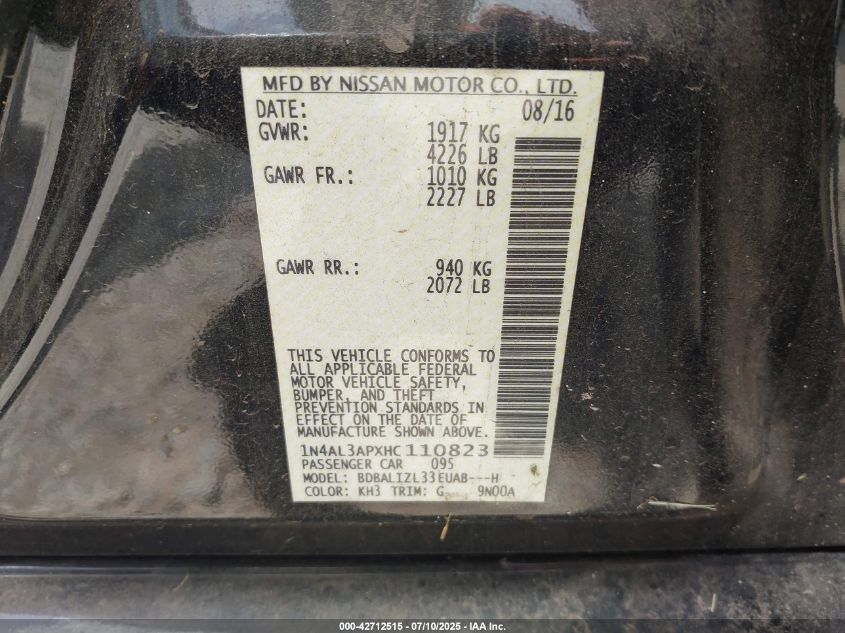 MFD BY NISSAN MOTOR CO., LTD.
DATE: 08/16
GVWR: 1917 KG
4226 LB
GAWR FR.: 1010 KG
2227 LB
GAWR RR.: 940 KG
2072 LB
THIS VEHICLE CONFORMS TO
ALL APPLICABLE FEDERAL
MOTOR VEHICLE SAFETY,
BUMPER, AND THEFT
PREVENTION STANDARDS IN
EFFECT ON THE DATE OF
MANUFACTURE SHOWN ABOVE.
1N4AL3APXHC110823
PASSENGER CAR 095
MODEL: BDBALIZL33EUAB---H
COLOR: KH3 TRIM: G 9N00A
000-42712515 - 07/10/2025 - IAA Inc.